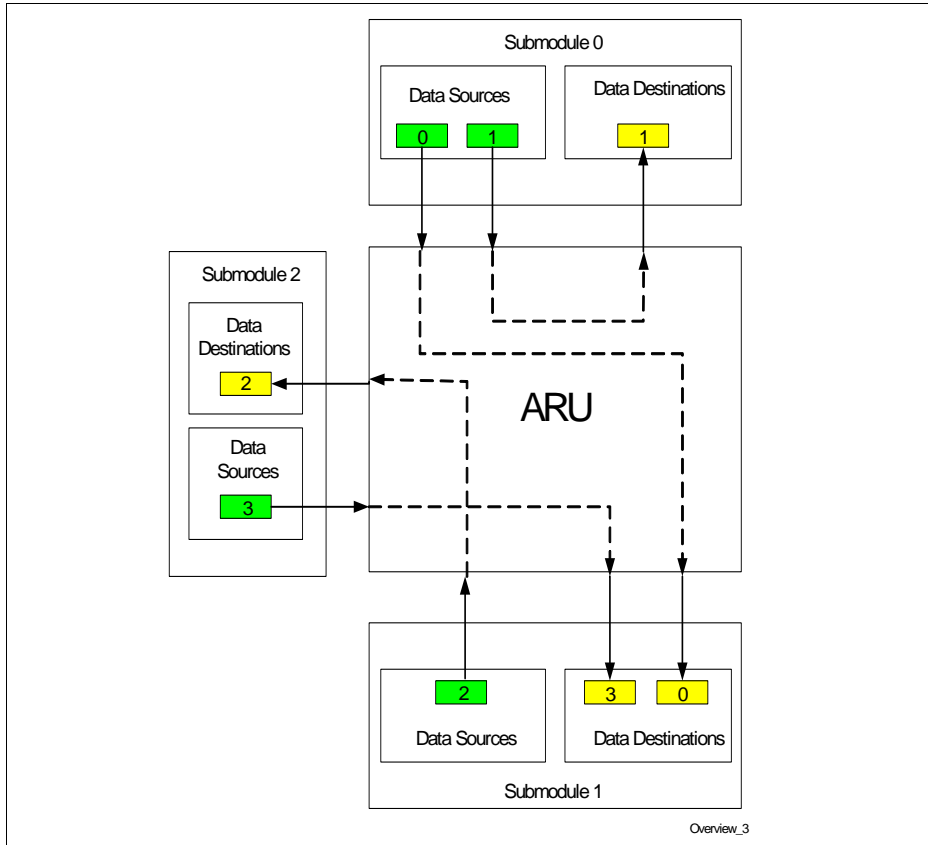 Submodule 0
Data Sources
0
1
Data Destinations
1
Submodule 2
Data
Destinations
2
Data
Sources
3
ARU
2
Data Sources
3
0
Data Destinations
Submodule 1
Overview_3